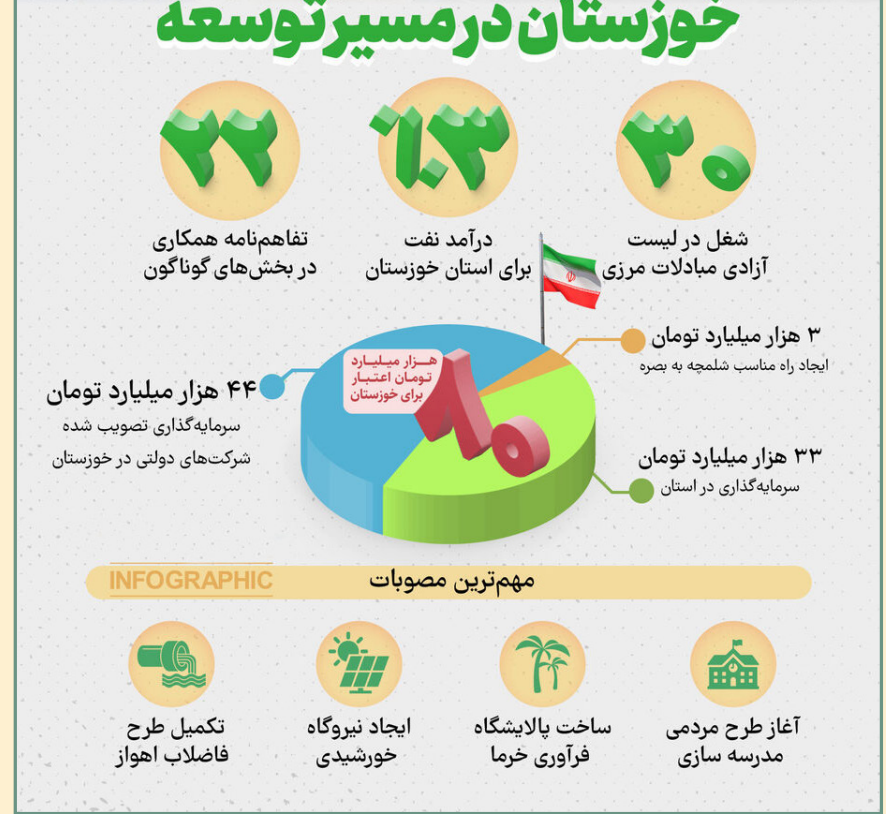 خوزستان در مسیر توسعه
۳۰
شغل در لیست
آزادی مبادلات مرزی
۳٪
درآمد نفت
برای استان خوزستان
۲۲
تفاهم‌نامه همکاری
در بخش‌های گوناگون
۳ هزار میلیارد تومان
ایجاد راه مناسب شلمچه به بصره
۸۰
هزار میلیارد
تومان اعتبار
برای خوزستان
۴۴ هزار میلیارد تومان
سرمایه‌گذاری تصویب شده
شرکت‌های دولتی در خوزستان
۳۳ هزار میلیارد تومان
سرمایه‌گذاری در استان
مهم‌ترین مصوبات
INFOGRAPHIC
آغاز طرح مردمی
مدرسه سازی
ساخت پالایشگاه
فرآوری خرما
ایجاد نیروگاه
خورشیدی
تکمیل طرح
فاضلاب اهواز